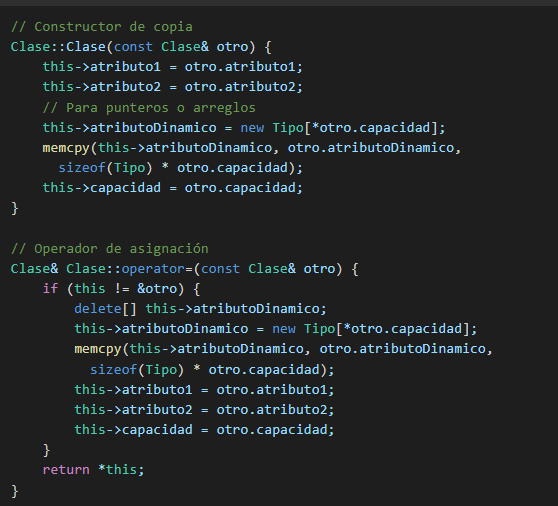 // Constructor de copia
Clase::Clase(const Clase& otro) {
    this->atributo1 = otro.atributo1;
    this->atributo2 = otro.atributo2;
    // Para punteros o arreglos
    this->atributoDinamico = new Tipo[*otro.capacidad];
    memcpy(this->atributoDinamico, otro.atributoDinamico,
      sizeof(Tipo) * otro.capacidad);
    this->capacidad = otro.capacidad;
}

// Operador de asignación
Clase& Clase::operator=(const Clase& otro) {
    if (this != &otro) {
        delete[] this->atributoDinamico;
        this->atributoDinamico = new Tipo[*otro.capacidad];
        memcpy(this->atributoDinamico, otro.atributoDinamico,
          sizeof(Tipo) * otro.capacidad);
        this->atributo1 = otro.atributo1;
        this->atributo2 = otro.atributo2;
        this->capacidad = otro.capacidad;
    }
    return *this;
}